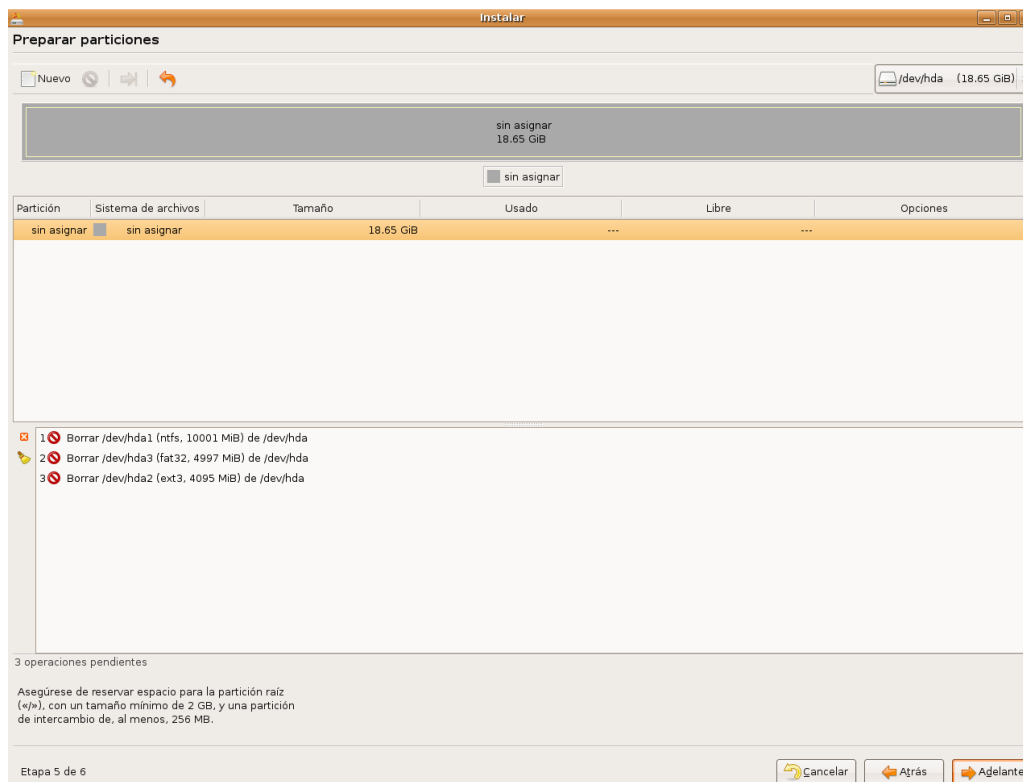 Instalar
Preparar particiones
Nuevo
/dev/hda (18.65 GiB)
sin asignar
18.65 GiB
sin asignar
Partición Sistema de archivos Tamaño Usado Libre Opciones
sin asignar sin asignar 18.65 GiB --- ---
1 Borrar /dev/hda1 (ntfs, 10001 MiB) de /dev/hda
2 Borrar /dev/hda3 (fat32, 4997 MiB) de /dev/hda
3 Borrar /dev/hda2 (ext3, 4095 MiB) de /dev/hda
3 operaciones pendientes
Asegúrese de reservar espacio para la partición raíz
(«/»), con un tamaño mínimo de 2 GB, y una partición
de intercambio de, al menos, 256 MB.
Etapa 5 de 6
Cancelar
Atrás
Adelante